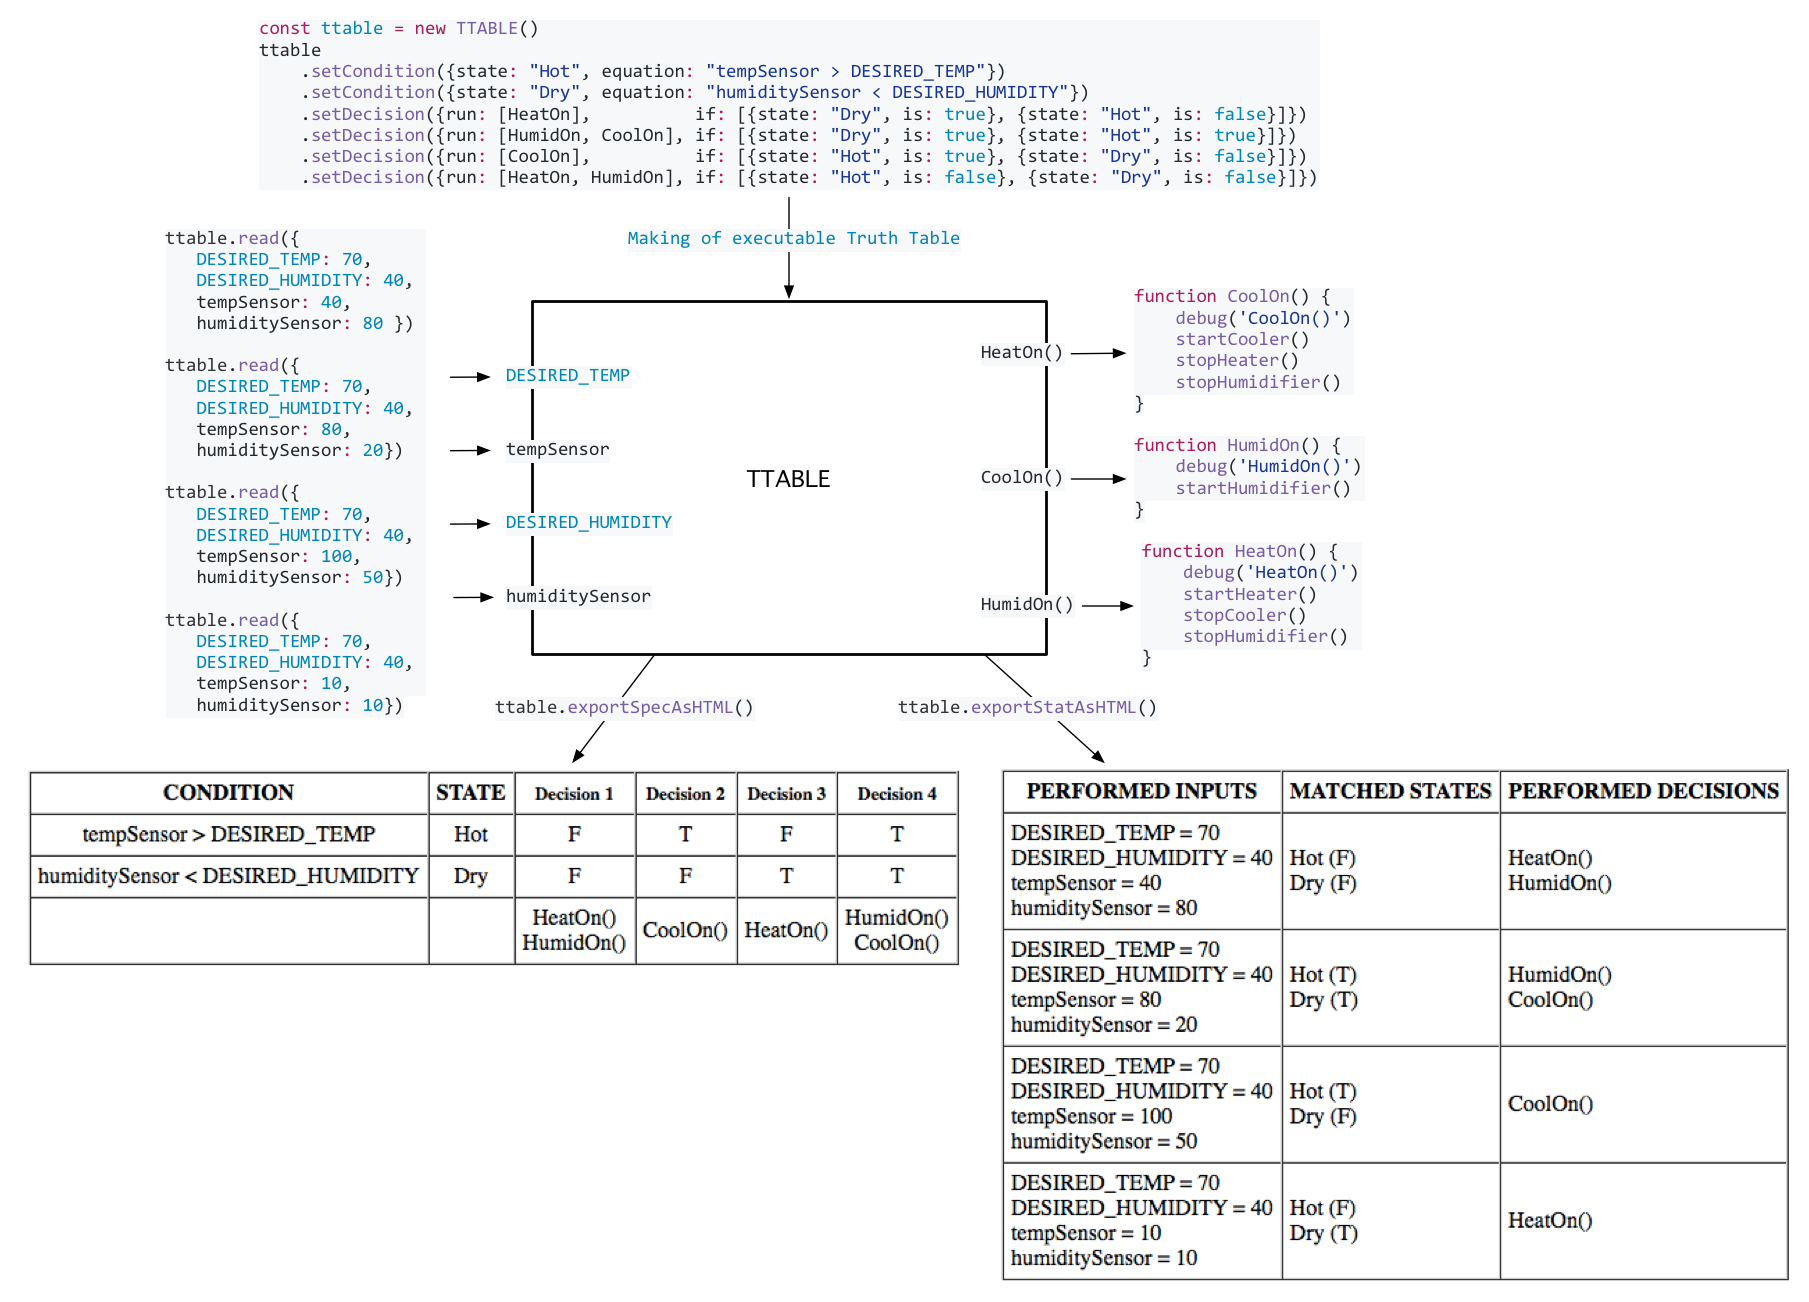 const ttable = new TTABLE()
ttable
    .setCondition({state: "Hot", equation: "tempSensor > DESIRED_TEMP"})
    .setCondition({state: "Dry", equation: "humiditySensor < DESIRED_HUMIDITY"})
    .setDecision({run: [HeatOn],          if: [{state: "Dry", is: true}, {state: "Hot", is: false}]})
    .setDecision({run: [HumidOn, CoolOn], if: [{state: "Dry", is: true}, {state: "Hot", is: true}]})
    .setDecision({run: [CoolOn],          if: [{state: "Hot", is: true}, {state: "Dry", is: false}]})
    .setDecision({run: [HeatOn, HumidOn], if: [{state: "Hot", is: false}, {state: "Dry", is: false}]})
Making of executable Truth Table
ttable.read({
   DESIRED_TEMP: 70,
   DESIRED_HUMIDITY: 40,
   tempSensor: 40,
   humiditySensor: 80 })
ttable.read({
   DESIRED_TEMP: 70,
   DESIRED_HUMIDITY: 40,
   tempSensor: 80,
   humiditySensor: 20})
ttable.read({
   DESIRED_TEMP: 70,
   DESIRED_HUMIDITY: 40,
   tempSensor: 100,
   humiditySensor: 50})
ttable.read({
   DESIRED_TEMP: 70,
   DESIRED_HUMIDITY: 40,
   tempSensor: 10,
   humiditySensor: 10})
DESIRED_TEMP
tempSensor
DESIRED_HUMIDITY
humiditySensor
TTABLE
HeatOn()
CoolOn()
HumidOn()
function CoolOn() {
    debug('CoolOn()')
    startCooler()
    stopHeater()
    stopHumidifier()
}
function HumidOn() {
    debug('HumidOn()')
    startHumidifier()
}
function HeatOn() {
    debug('HeatOn()')
    startHeater()
    stopCooler()
    stopHumidifier()
}
ttable.exportSpecAsHTML()
ttable.exportStatAsHTML()
CONDITION STATE Decision 1 Decision 2 Decision 3 Decision 4
tempSensor > DESIRED_TEMP Hot F T F T
humiditySensor < DESIRED_HUMIDITY Dry F F T T
HeatOn()
HumidOn()
CoolOn()
HeatOn()
HumidOn()
CoolOn()
PERFORMED INPUTS MATCHED STATES PERFORMED DECISIONS
DESIRED_TEMP = 70
DESIRED_HUMIDITY = 40
tempSensor = 40
humiditySensor = 80
Hot (F)
Dry (F)
HeatOn()
HumidOn()
DESIRED_TEMP = 70
DESIRED_HUMIDITY = 40
tempSensor = 80
humiditySensor = 20
Hot (T)
Dry (T)
HumidOn()
CoolOn()
DESIRED_TEMP = 70
DESIRED_HUMIDITY = 40
tempSensor = 100
humiditySensor = 50
Hot (T)
Dry (F)
CoolOn()
DESIRED_TEMP = 70
DESIRED_HUMIDITY = 40
tempSensor = 10
humiditySensor = 10
Hot (F)
Dry (T)
HeatOn()